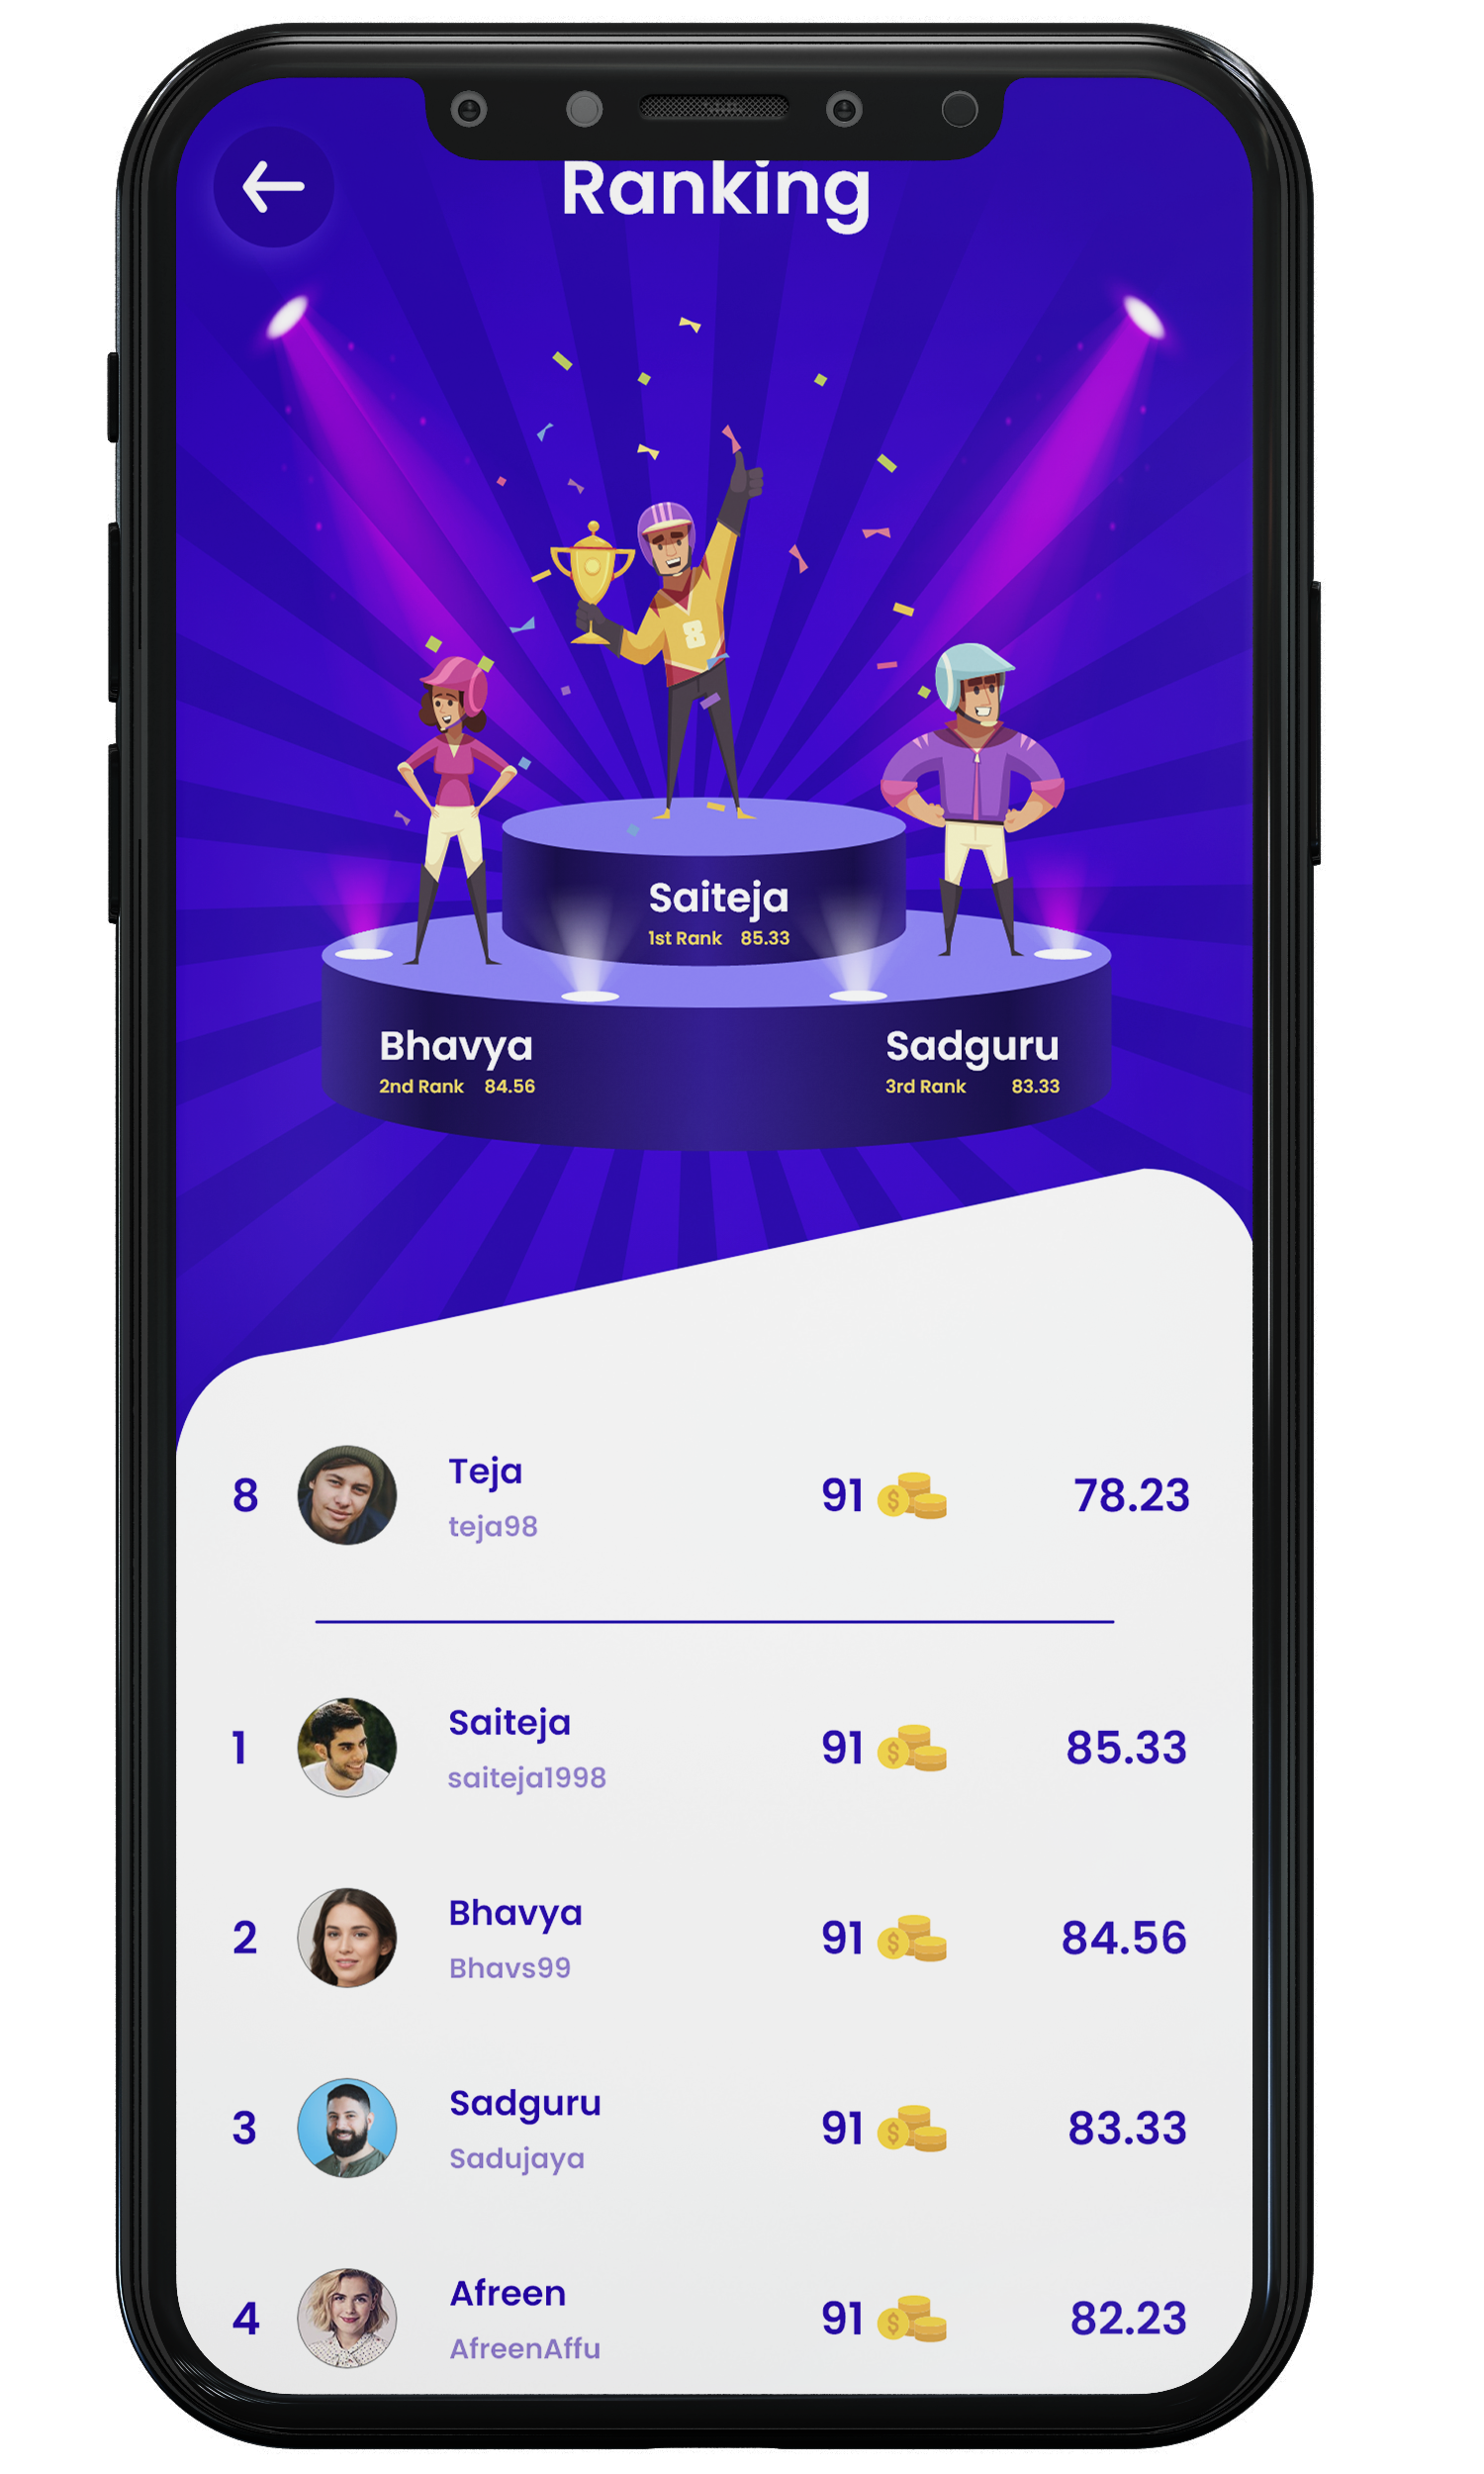 Ranking
8
Saiteja
1st Rank 85.33
Bhavya
2nd Rank 84.56
Sadguru
3rd Rank 83.33
8 Teja 91 $ 78.23
teja98
1 Saiteja 91 $ 85.33
saiteja1998
2 Bhavya 91 $ 84.56
Bhavs99
3 Sadguru 91 $ 83.33
Sadujaya
4 Afreen 91 $ 82.23
AfreenAffu